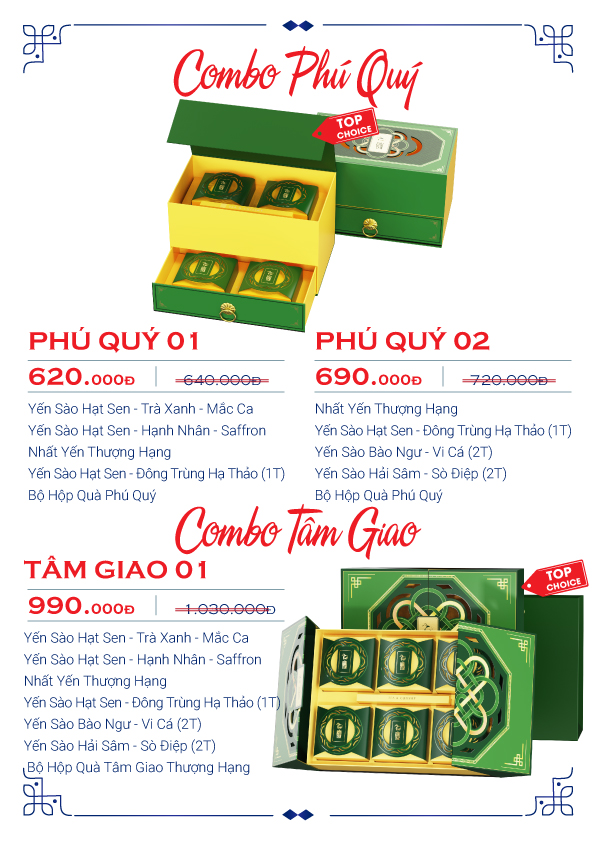 Combo Phú Quý
TOP
CHOICE
PHÚ QUÝ 01
620.000Đ
640.000Đ
Yến Sào Hạt Sen - Trà Xanh - Mắc Ca
Yến Sào Hạt Sen - Hạnh Nhân - Saffron
Nhất Yến Thượng Hạng
Yến Sào Hạt Sen - Đông Trùng Hạ Thảo (1T)
Bộ Hộp Quà Phú Quý
PHÚ QUÝ 02
690.000Đ
720.000Đ
Nhất Yến Thượng Hạng
Yến Sào Hạt Sen - Đông Trùng Hạ Thảo (1T)
Yến Sào Bào Ngư - Vi Cá (2T)
Yến Sào Hải Sâm - Sò Điệp (2T)
Bộ Hộp Quà Phú Quý
Combo Tâm Giao
TÂM GIAO 01
990.000Đ
1.030.000Đ
Yến Sào Hạt Sen - Trà Xanh - Mắc Ca
Yến Sào Hạt Sen - Hạnh Nhân - Saffron
Nhất Yến Thượng Hạng
Yến Sào Hạt Sen - Đông Trùng Hạ Thảo (1T)
Yến Sào Bào Ngư - Vi Cá (2T)
Yến Sào Hải Sâm - Sò Điệp (2T)
Bộ Hộp Quà Tâm Giao Thượng Hạng
TOP
CHOICE